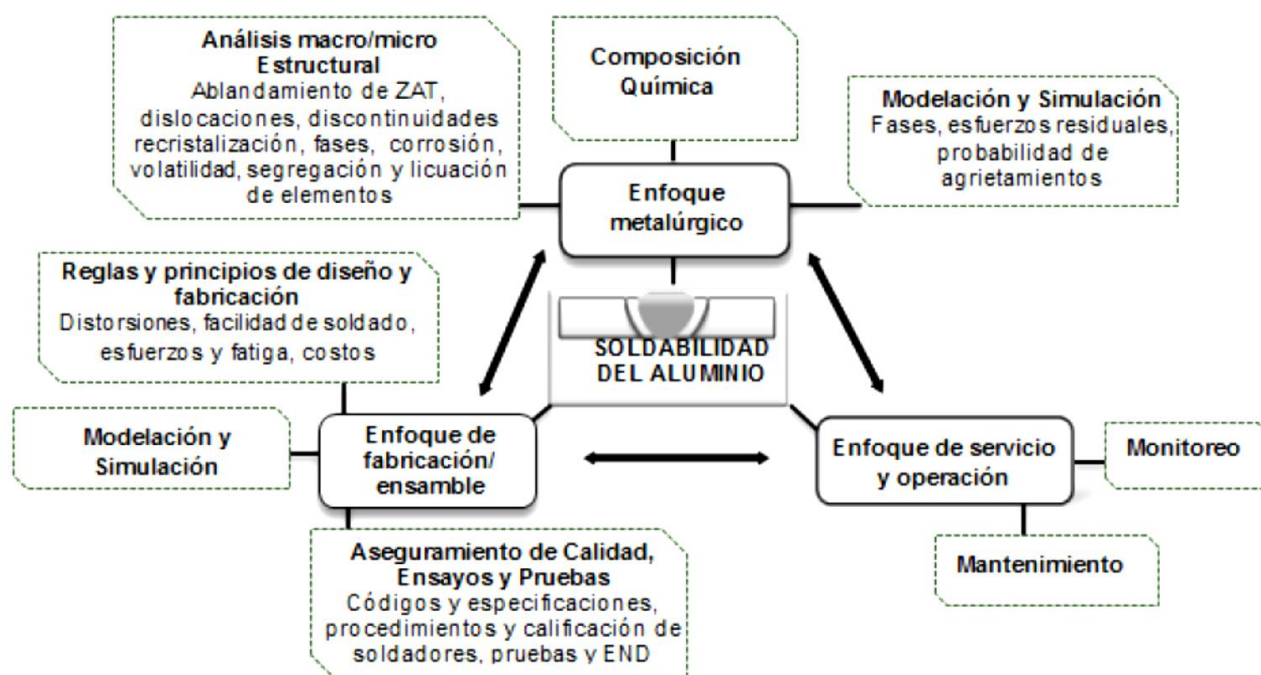 Análisis macro/micro
Estructural
Ablandamiento de ZAT,
dislocaciones, discontinuidades
recristalización, fases, corrosión,
volatilidad, segregación y licuación
de elementos
Composición
Química
Modelación y Simulación
Fases, esfuerzos residuales,
probabilidad de
agrietamientos
Enfoque
metalúrgico
Reglas y principios de diseño y
fabricación
Distorsiones, facilidad de soldado,
esfuerzos y fatiga, costos
SOLDABILIDAD
DEL ALUMINIO
Modelación y
Simulación
Enfoque de
fabricación/
ensamble
Enfoque de servicio
y operación
Monitoreo
Mantenimiento
Aseguramiento de Calidad,
Ensayos y Pruebas
Códigos y especificaciones,
procedimientos y calificación de
soldadores, pruebas y END